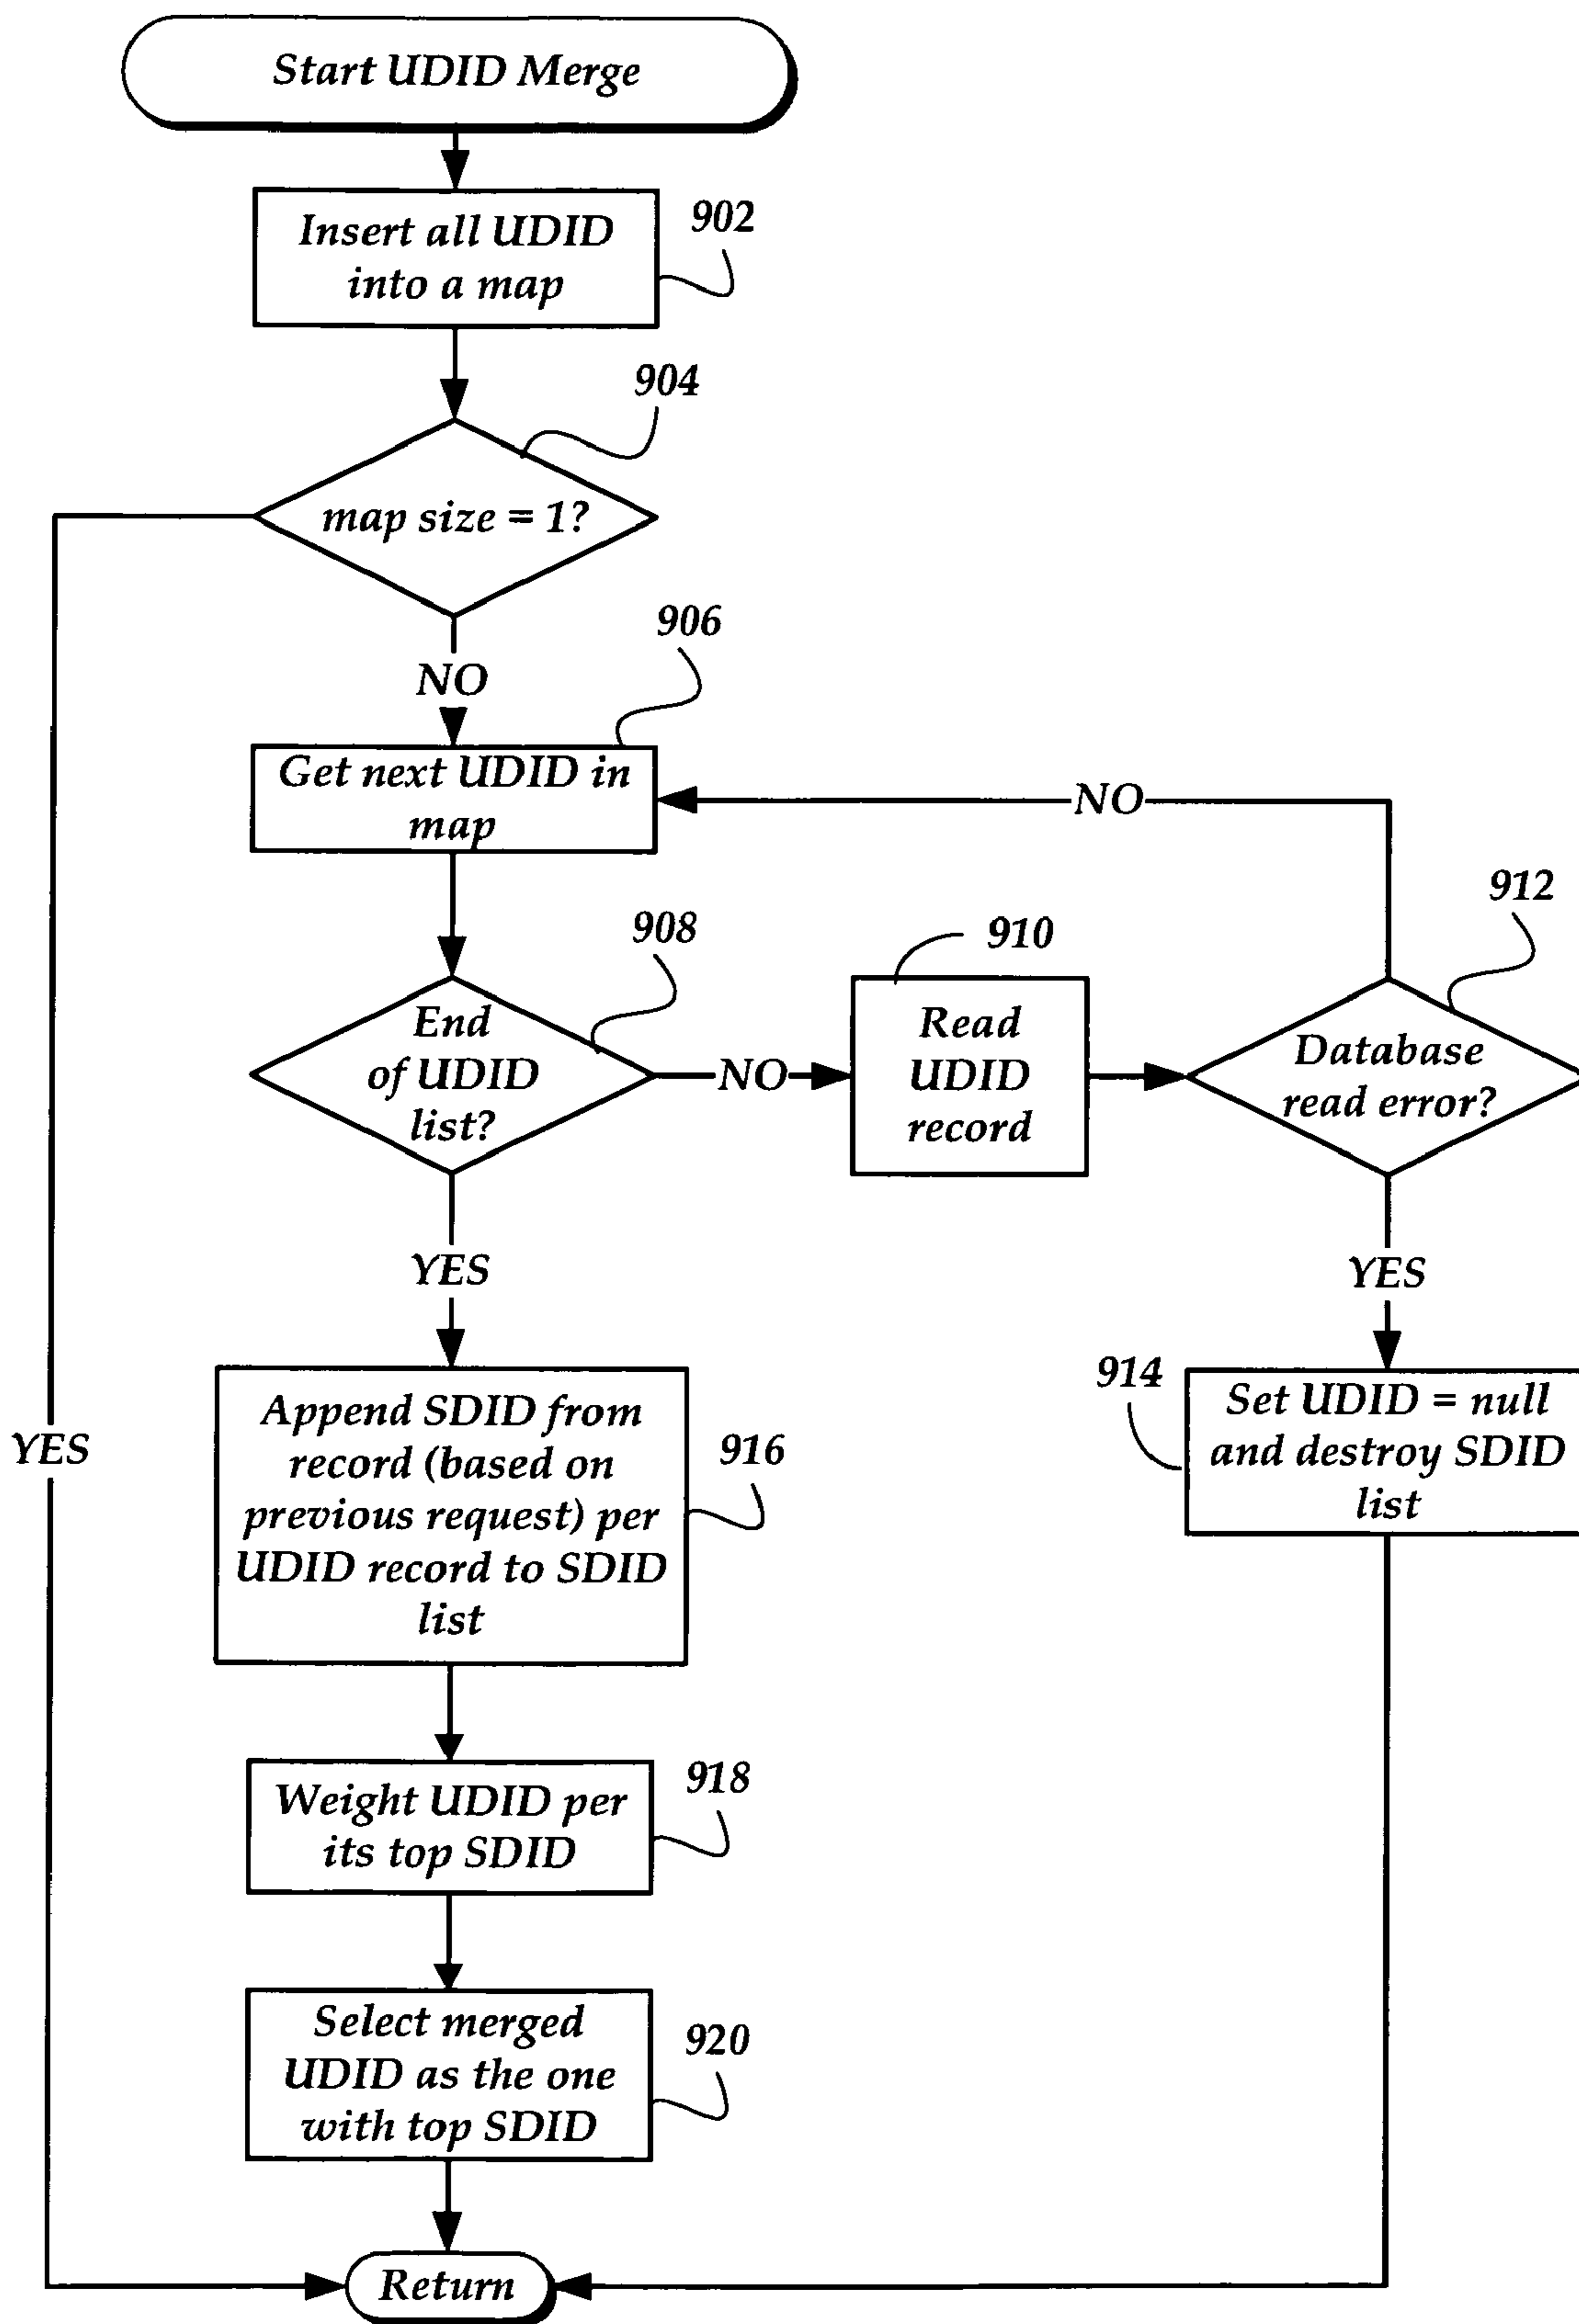 Start UDID Merge
Insert all UDID
into a map
902
904
map size = 1?
NO
906
Get next UDID in
map
NO
912
908
910
End
of UDID
list?
NO
Read
UDID
record
Database
read error?
YES
YES
914
Set UDID = null
and destroy SDID
list
Append SDID from
record (based on
previous request) per
UDID record to SDID
list
916
YES
Weight UDID per
its top SDID
918
Select merged
UDID as the one
with top SDID
920
Return